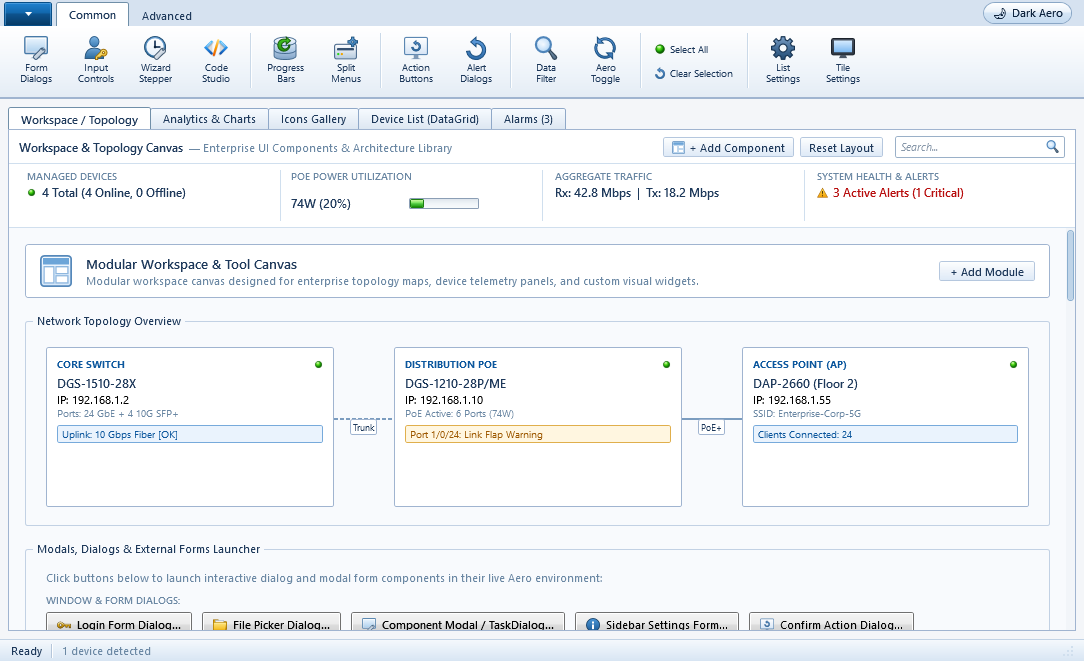 Common
Advanced
Dark Aero
Form Dialogs
Input Controls
Wizard Stepper
Code Studio
Progress Bars
Split Menus
Action Buttons
Alert Dialogs
Data Filter
Aero Toggle
Select All
Clear Selection
List Settings
Tile Settings
Workspace / Topology
Analytics & Charts
Icons Gallery
Device List (DataGrid)
Alarms (3)
Workspace & Topology Canvas — Enterprise UI Components & Architecture Library
+ Add Component
Reset Layout
Search...
MANAGED DEVICES
4 Total (4 Online, 0 Offline)
POE POWER UTILIZATION
74W (20%)
AGGREGATE TRAFFIC
Rx: 42.8 Mbps | Tx: 18.2 Mbps
SYSTEM HEALTH & ALERTS
3 Active Alerts (1 Critical)
Modular Workspace & Tool Canvas
Modular workspace canvas designed for enterprise topology maps, device telemetry panels, and custom visual widgets.
+ Add Module
Network Topology Overview
CORE SWITCH
DGS-1510-28X
IP: 192.168.1.2
Ports: 24 GbE + 4 10G SFP+
Uplink: 10 Gbps Fiber [OK]
Trunk
DISTRIBUTION POE
DGS-1210-28P/ME
IP: 192.168.1.10
PoE Active: 6 Ports (74W)
Port 1/0/24: Link Flap Warning
PoE+
ACCESS POINT (AP)
DAP-2660 (Floor 2)
IP: 192.168.1.55
SSID: Enterprise-Corp-5G
Clients Connected: 24
Modals, Dialogs & External Forms Launcher
Click buttons below to launch interactive dialog and modal form components in their live Aero environment:
WINDOW & FORM DIALOGS:
Login Form Dialog...
File Picker Dialog...
Component Modal / TaskDialog...
Sidebar Settings Form...
Confirm Action Dialog...
Ready
1 device detected